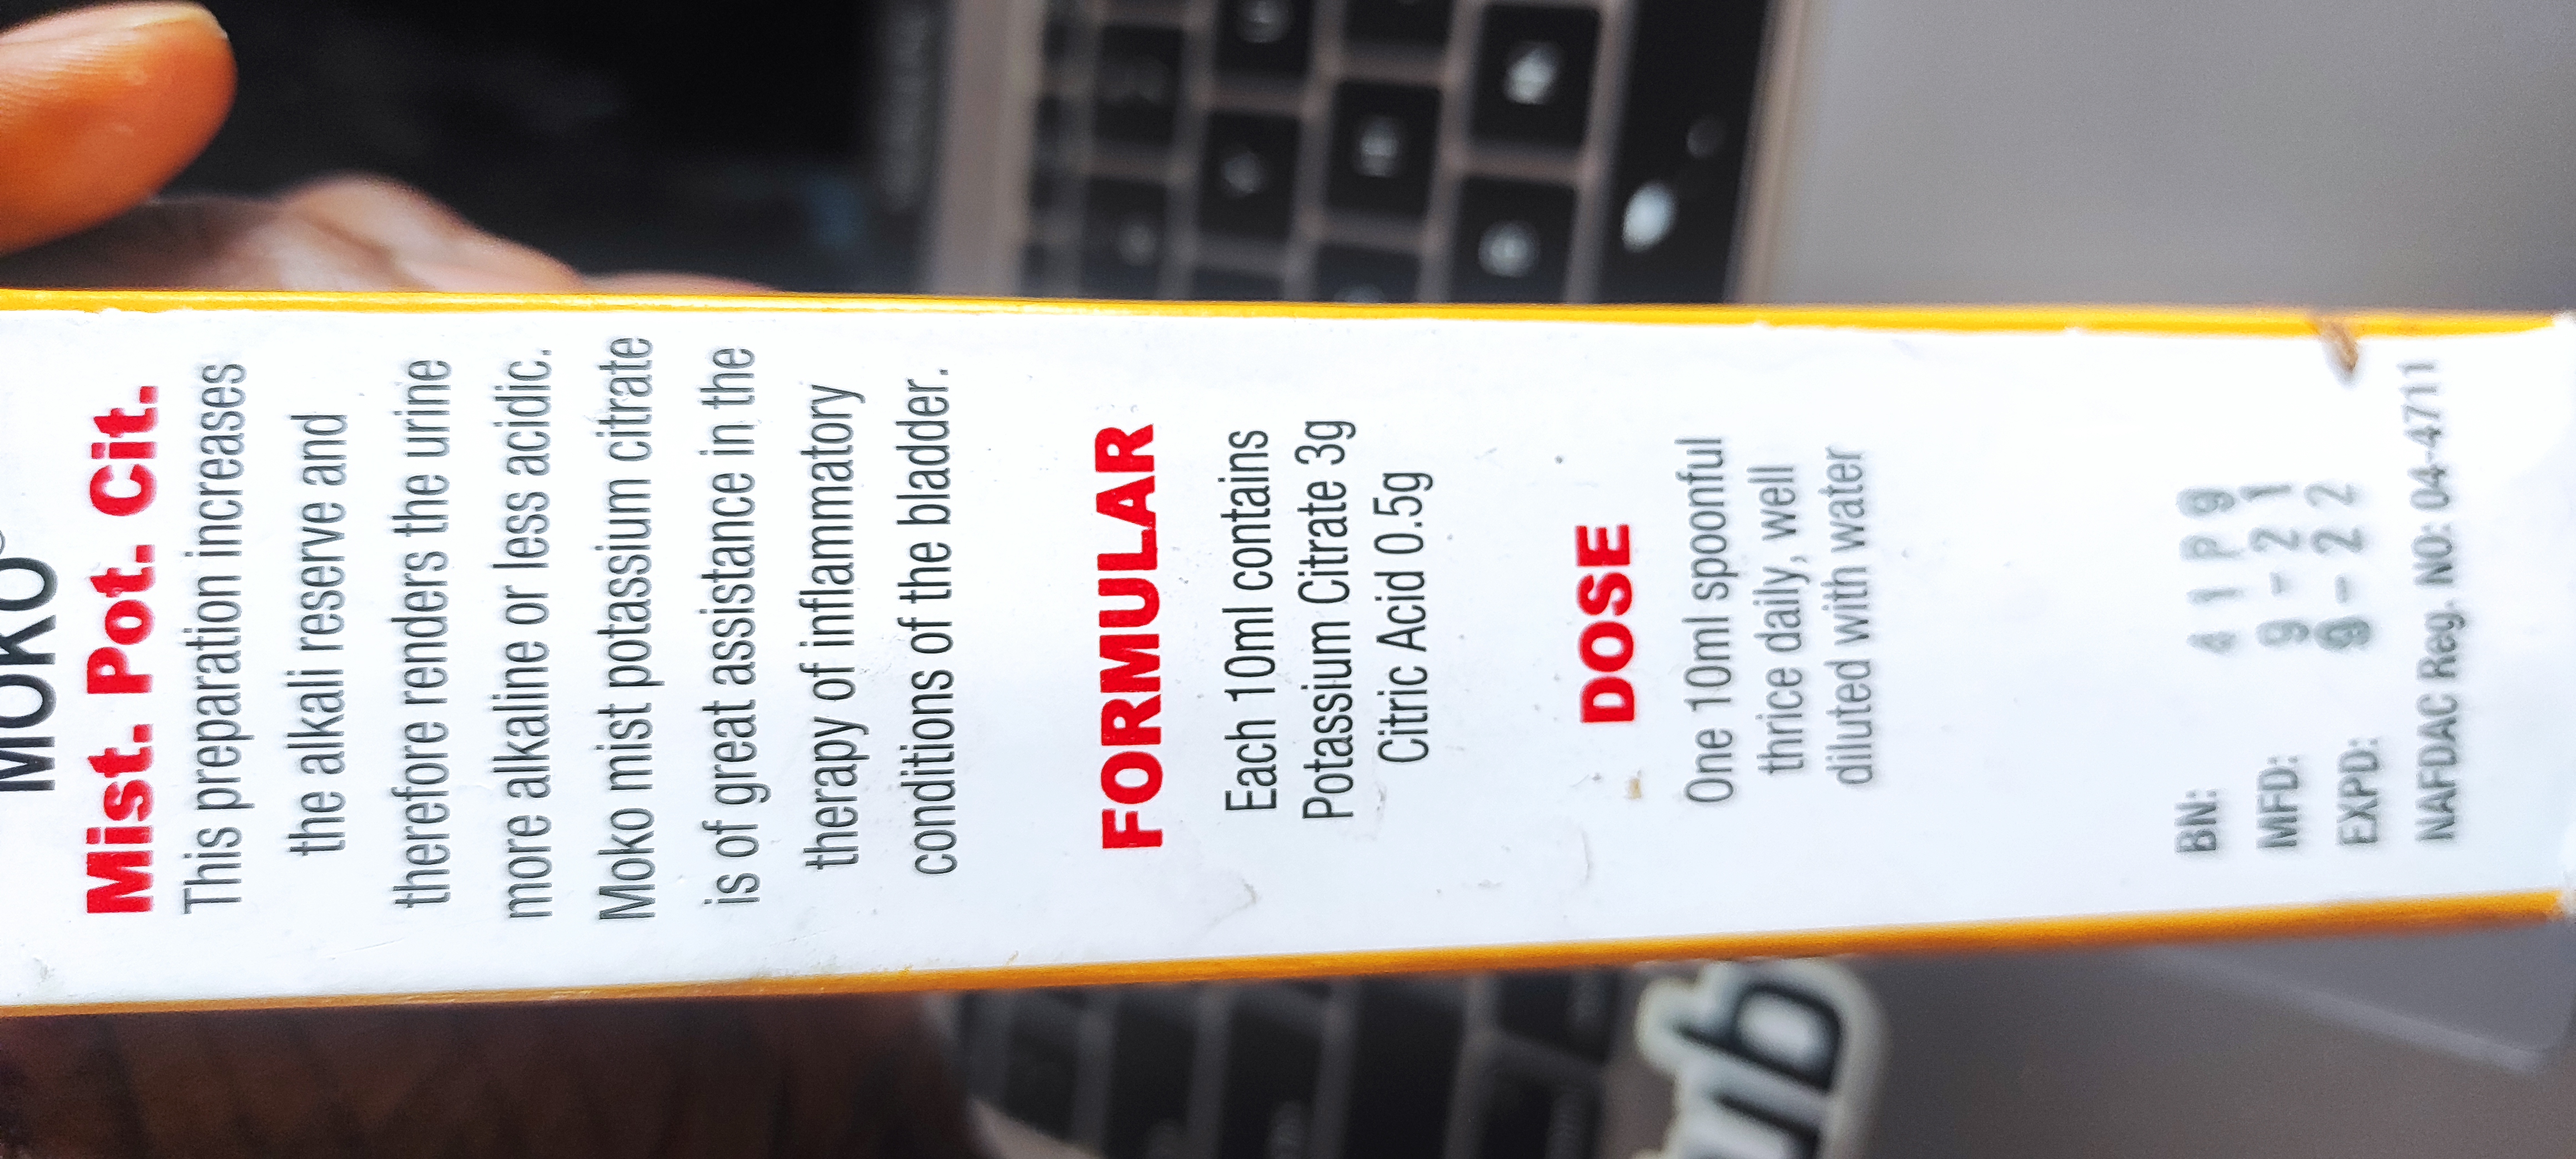 MOKO®
Mist. Pot. Cit.
This preparation increases
the alkali reserve and
therefore renders the urine
more alkaline or less acidic.
Moko mist potassium citrate
is of great assistance in the
therapy of inflammatory
conditions of the bladder.
FORMULAR
Each 10ml contains
Potassium Citrate 3g
Citric Acid 0.5g
DOSE
One 10ml spoonful
thrice daily, well
diluted with water
BN: 41P9
MFD: 9-21
EXPD: 9-22
NAFDAC Reg. NO: 04-4711